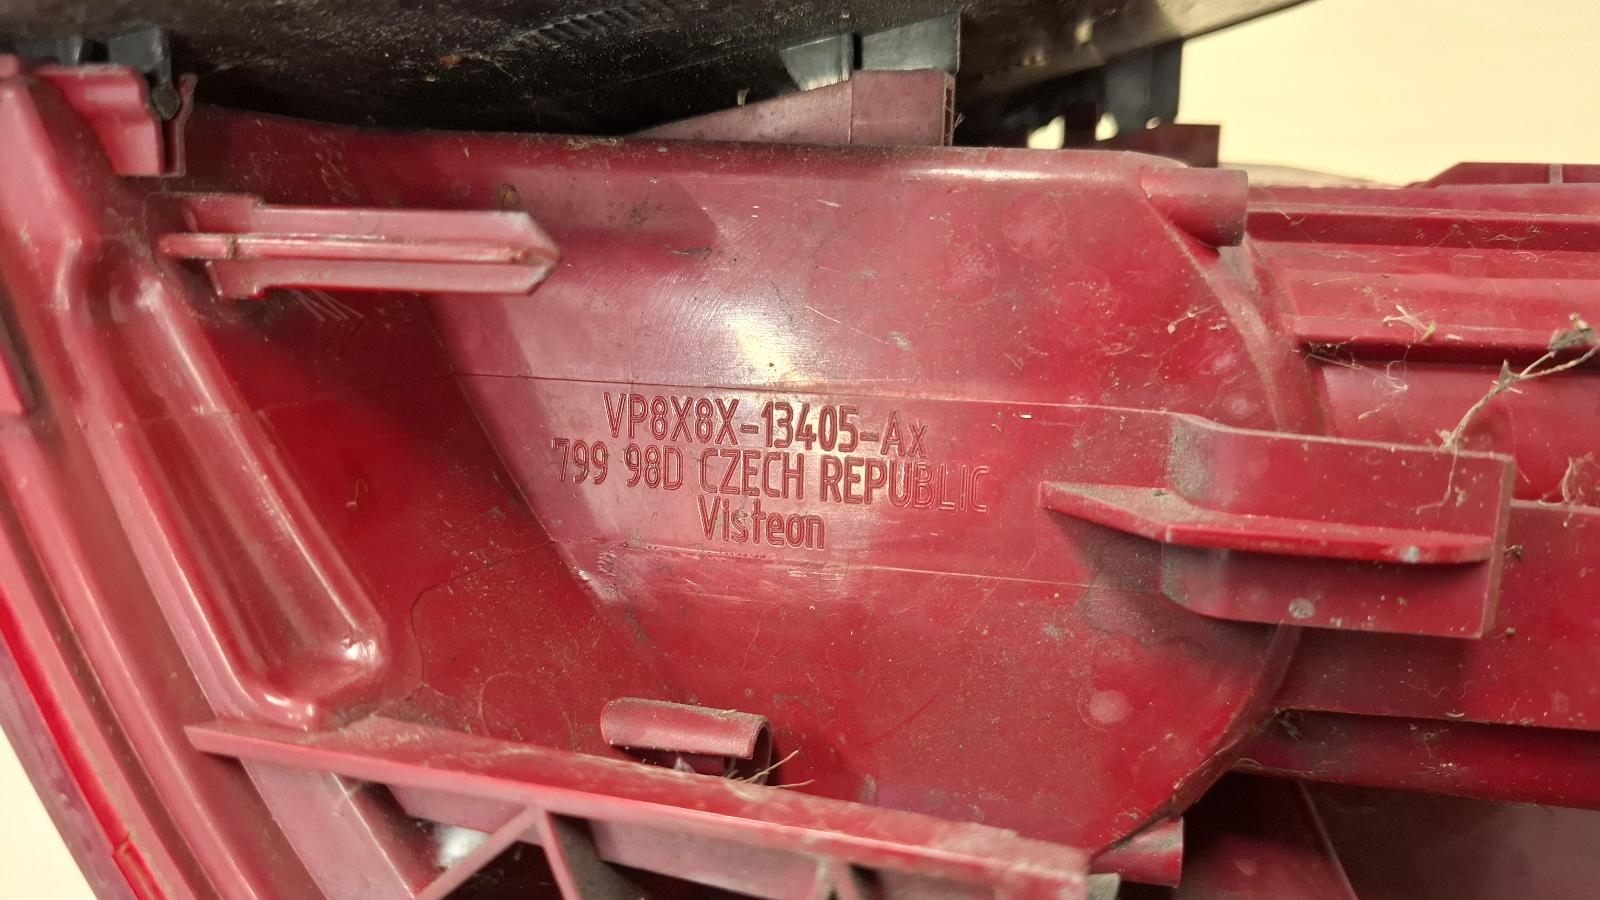 VP8X8X-13405-Ax
799 98D CZECH REPUBLIC
Visteon